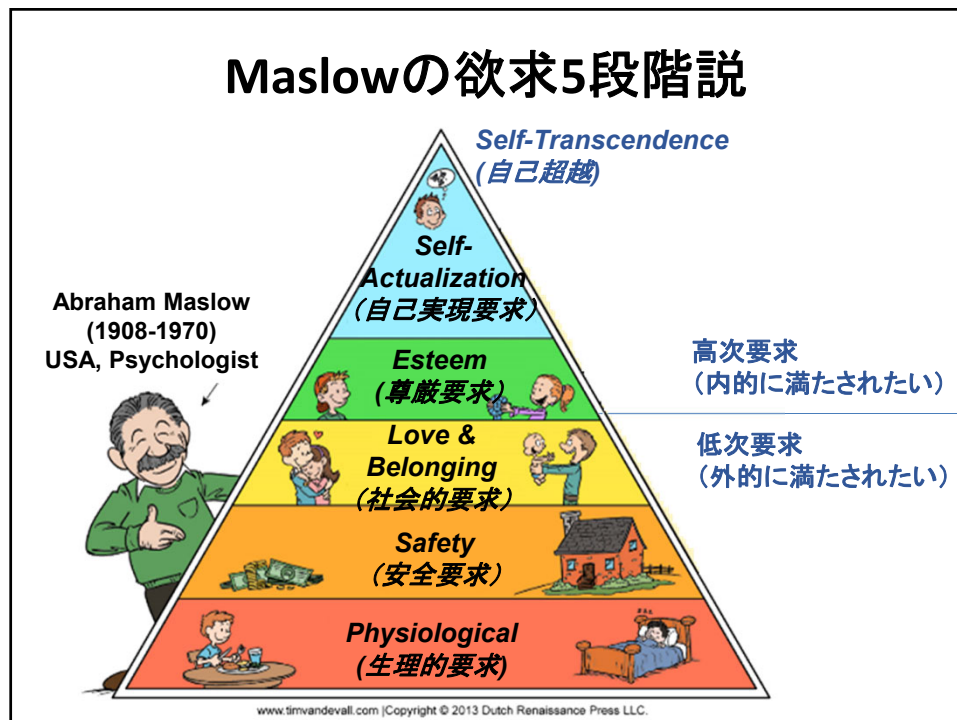 Maslowの欲求5段階説
Self-Transcendence
(自己超越)
Self-
Actualization
（自己実現要求）
Abraham Maslow
(1908-1970)
USA, Psychologist
Esteem
(尊厳要求）
高次要求
（内的に満たされたい）
Love &
Belonging
（社会的要求）
低次要求
（外的に満たされたい）
Safety
（安全要求）
Physiological
(生理的要求)
www.timvandevall.com |Copyright © 2013 Dutch Renaissance Press LLC.